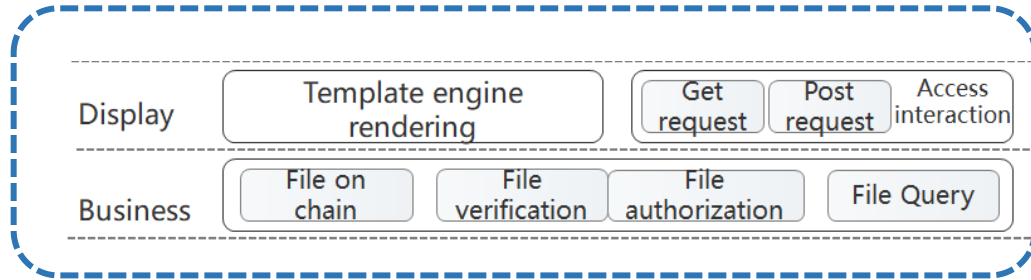 Display
Template engine
rendering
Get
request
Post
request
Access
interaction
Business
File on
chain
File
verification
File
authorization
File Query